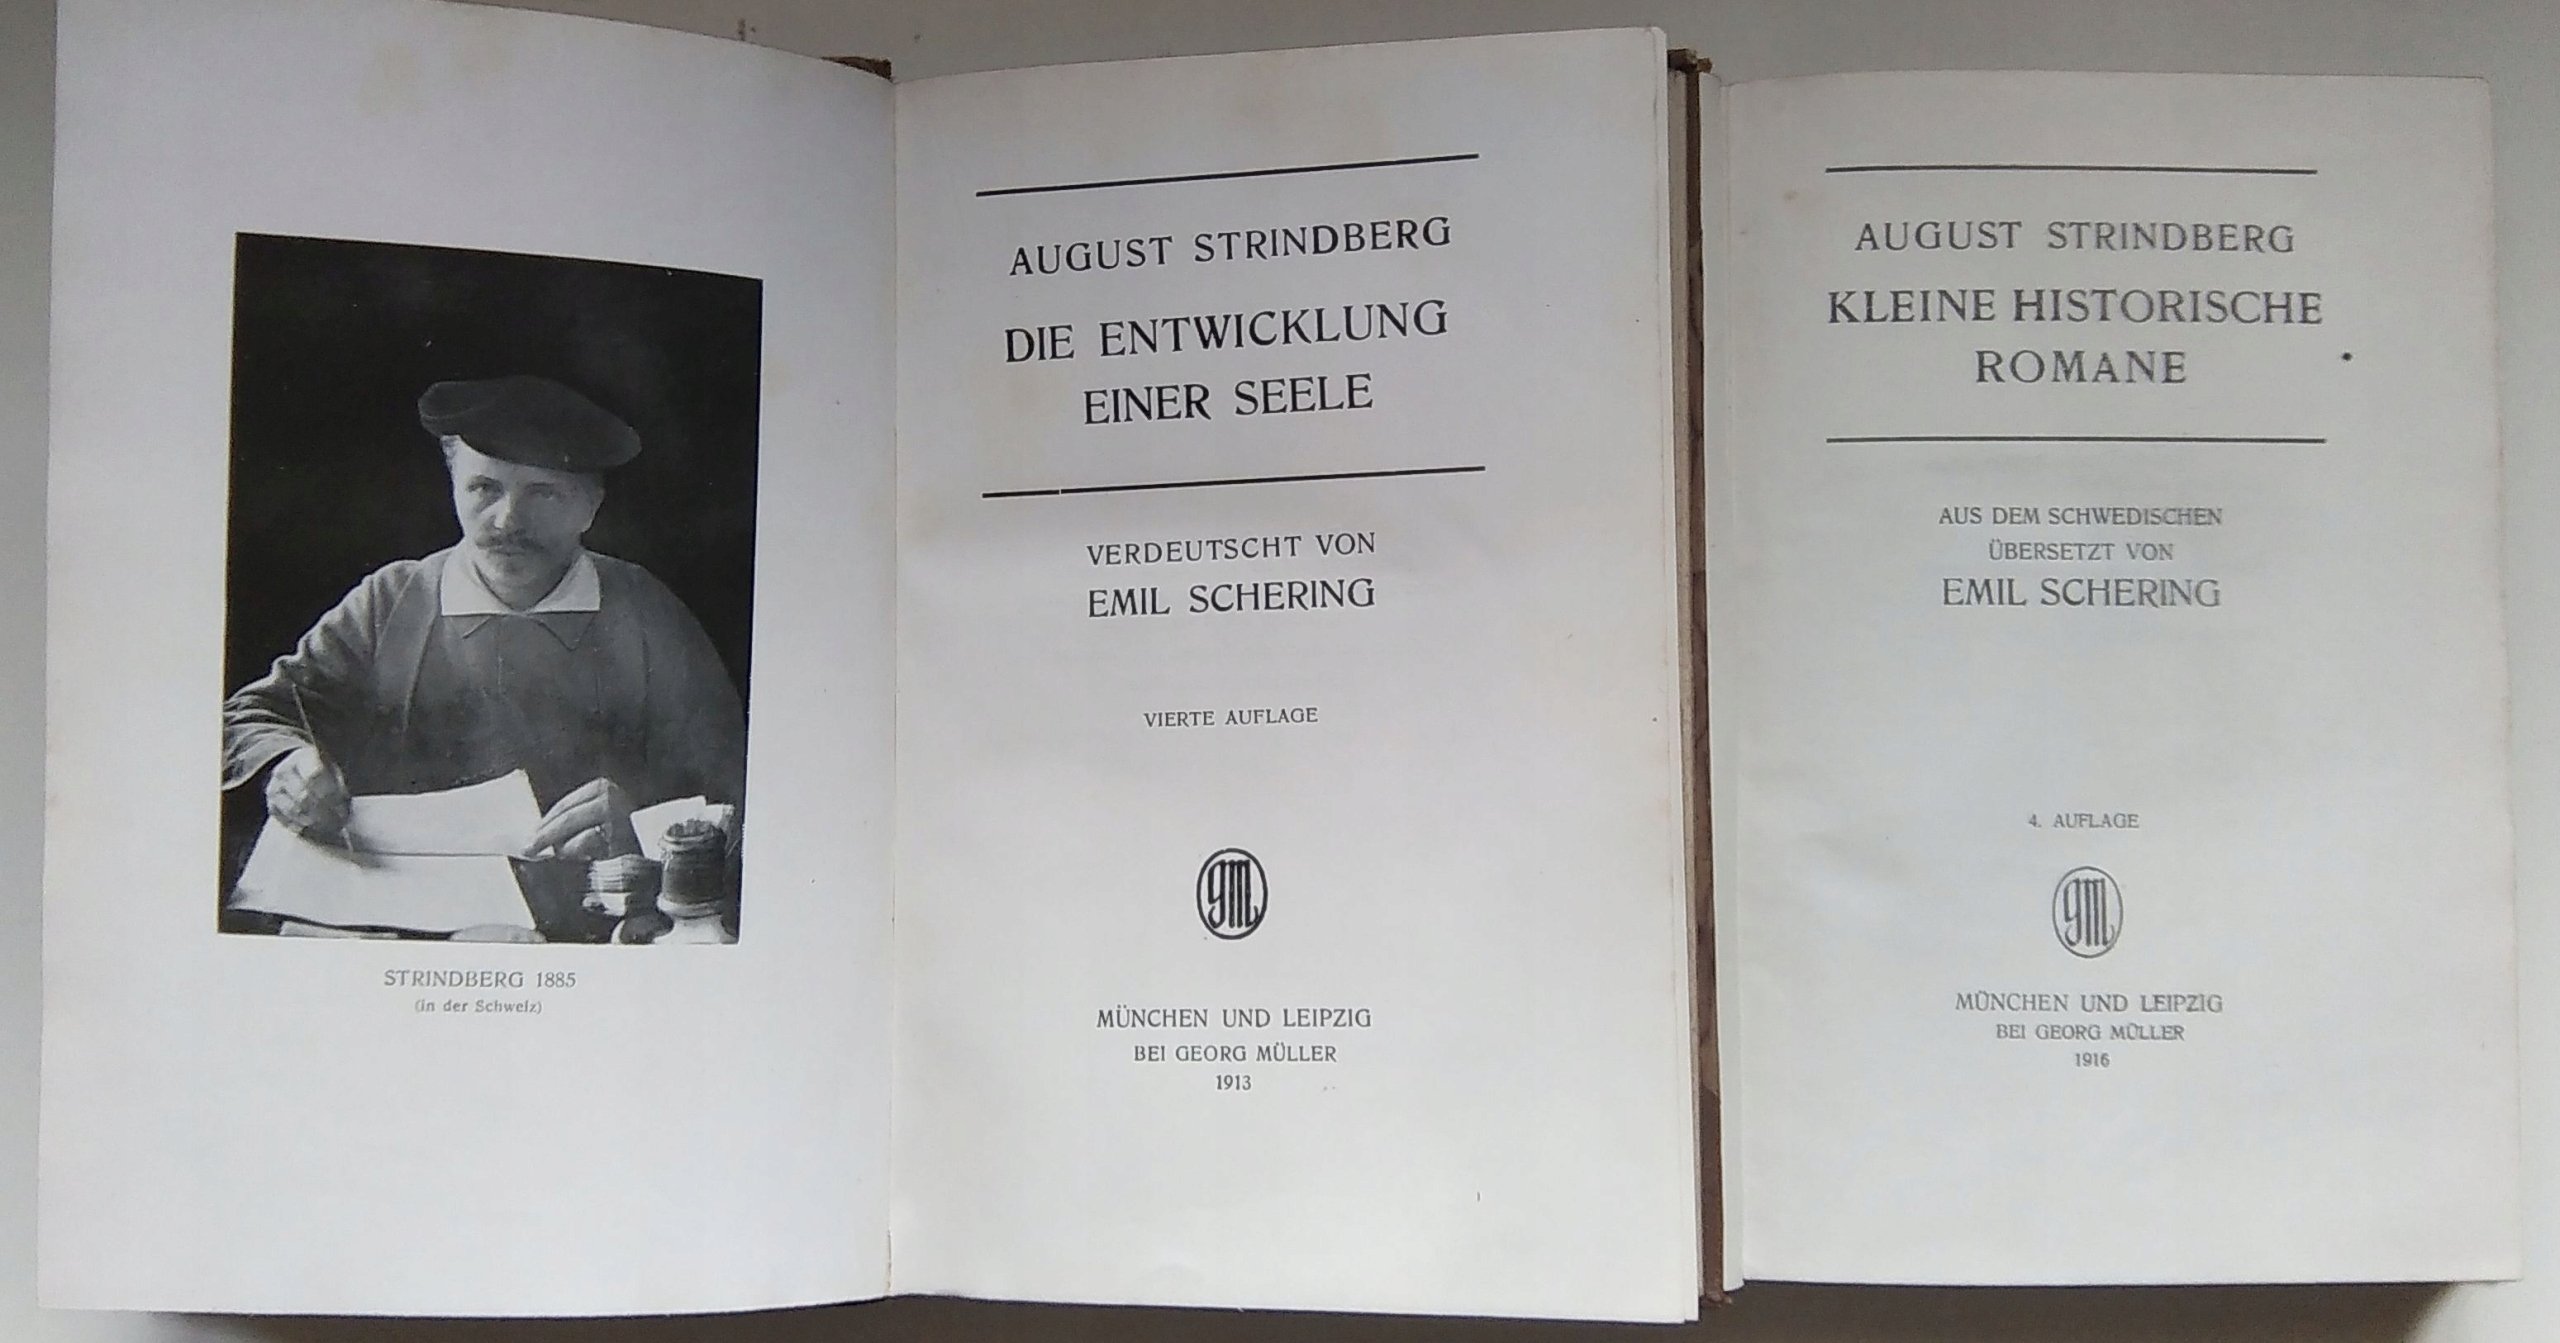 STRINDBERG 1885
(in der Schweiz)
AUGUST STRINDBERG
DIE ENTWICKLUNG
EINER SEELE
VERDEUTSCHT VON
EMIL SCHERING
VIERTE AUFLAGE
GM
MÜNCHEN UND LEIPZIG
BEI GEORG MÜLLER
1913
AUGUST STRINDBERG
KLEINE HISTORISCHE
ROMANE
AUS DEM SCHWEDISCHEN
ÜBERSETZT VON
EMIL SCHERING
4. AUFLAGE
GM
MÜNCHEN UND LEIPZIG
BEI GEORG MÜLLER
1916